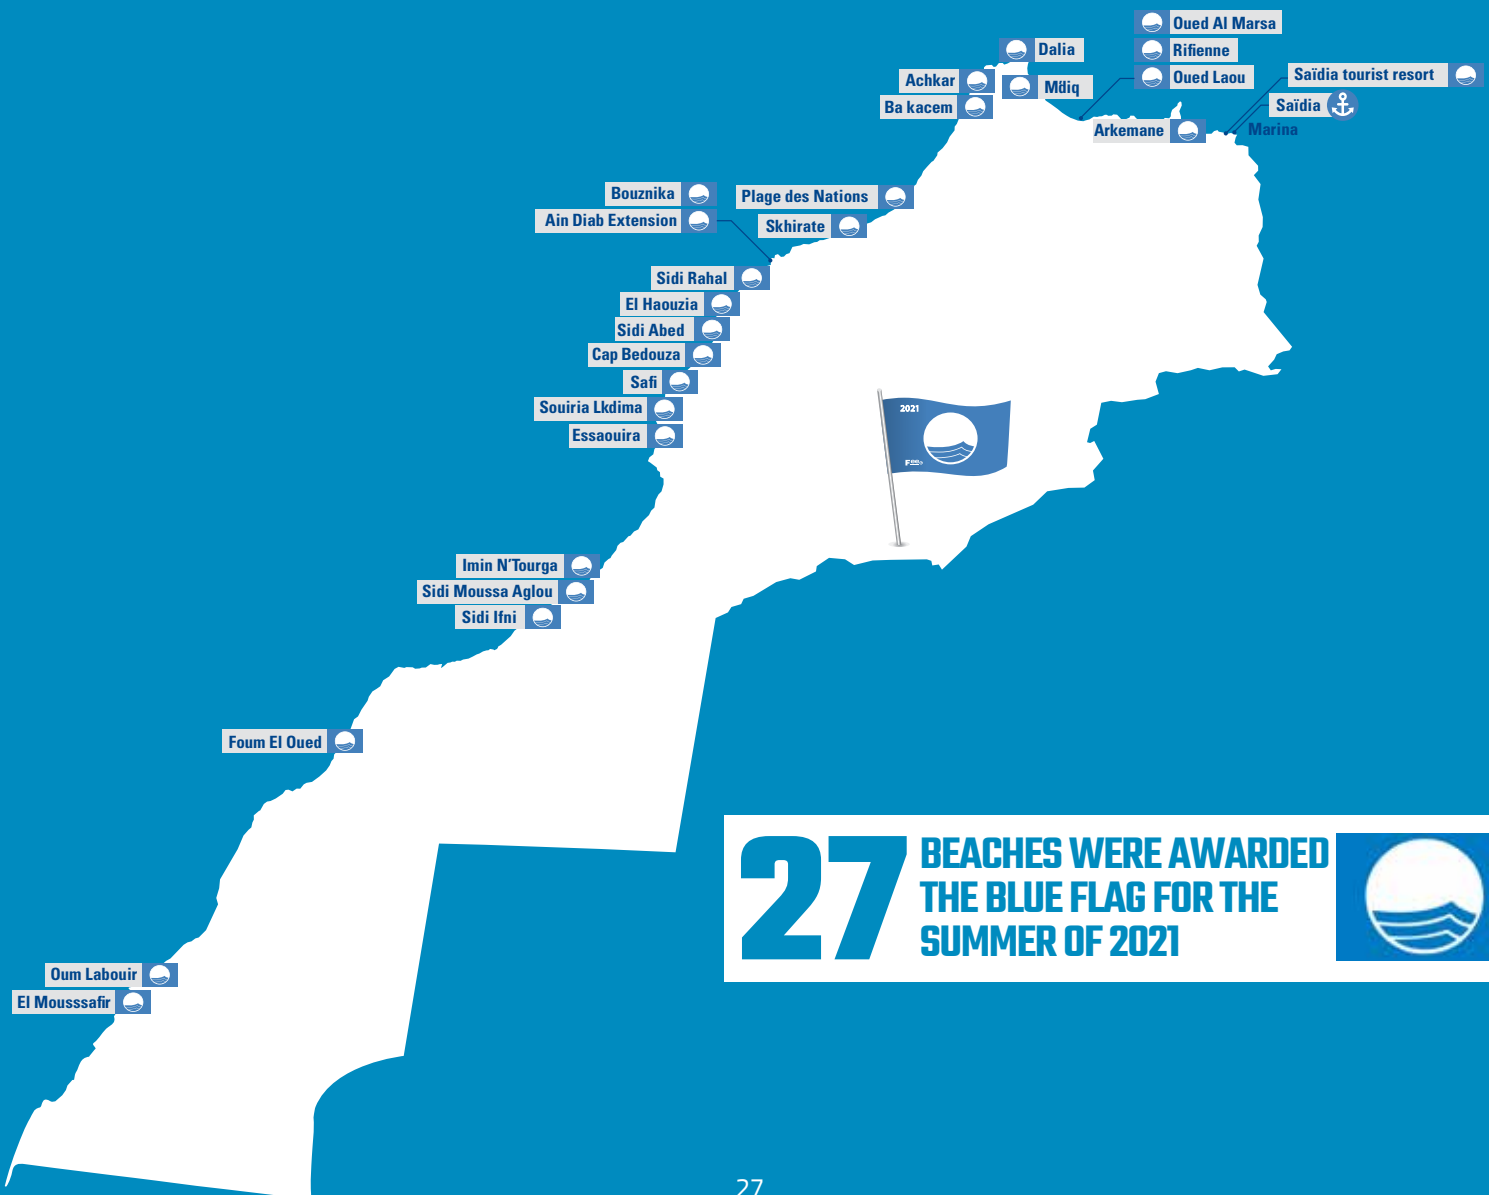 Oued Al Marsa
Dalia
Rifienne
Achkar
Oued Laou
Saïdia tourist resort
Ba kacem
Saïdia
Arkemane
Marina
Bouznika
Plage des Nations
Ain Diab Extension
Skhirate
Sidi Rahal
El Haouzia
Sidi Abed
Cap Bedouza
Safi
2021
Souiria Lkdima
Essaouira
Imin N'Tourga
Sidi Moussa Aglou
Sidi Ifni
Foum El Oued
27
BEACHES WERE AWARDED
THE BLUE FLAG FOR THE
SUMMER OF 2021
Oum Labouir
El Mousssafir
27